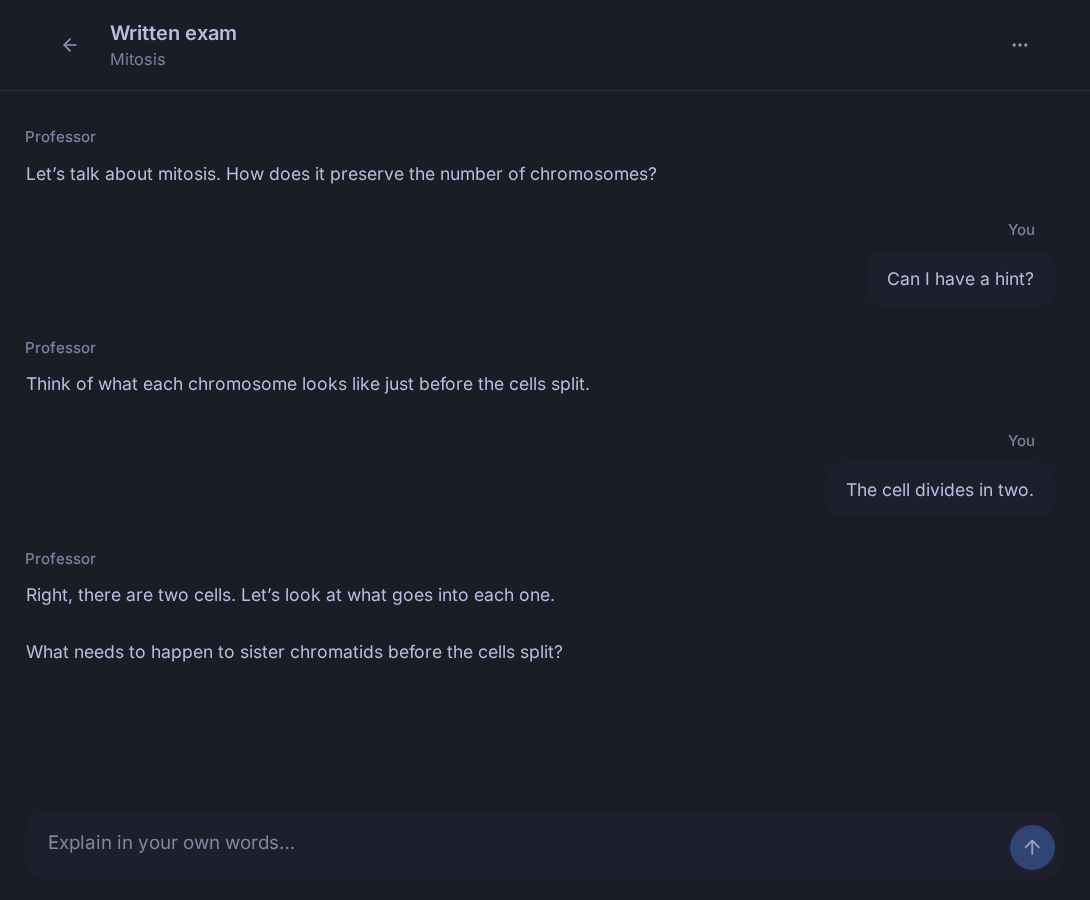 Written exam
Mitosis
Professor
Let’s talk about mitosis. How does it preserve the number of chromosomes?
You
Can I have a hint?
Professor
Think of what each chromosome looks like just before the cells split.
You
The cell divides in two.
Professor
Right, there are two cells. Let’s look at what goes into each one.
What needs to happen to sister chromatids before the cells split?
Explain in your own words...